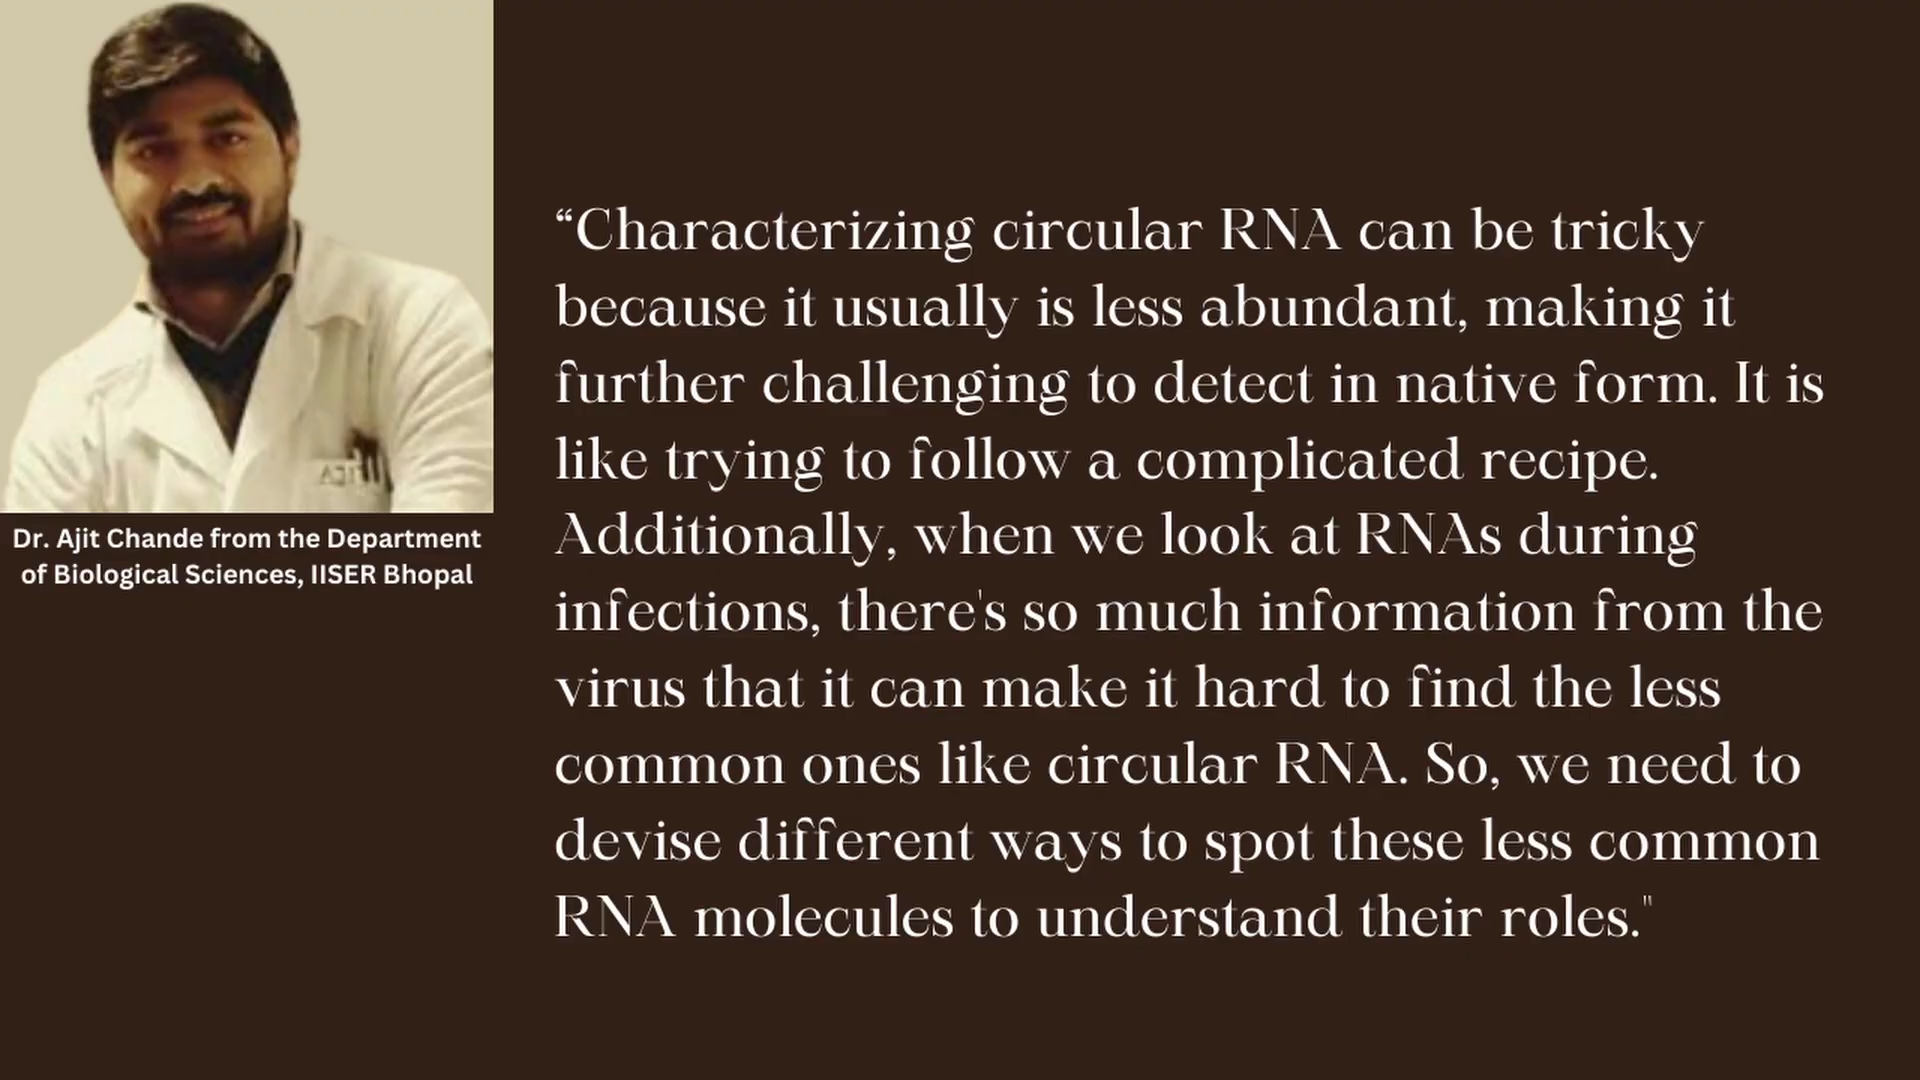 Dr. Ajit Chande from the Department
of Biological Sciences, IISER Bhopal
“Characterizing circular RNA can be tricky
because it usually is less abundant, making it
further challenging to detect in native form. It is
like trying to follow a complicated recipe.
Additionally, when we look at RNAs during
infections, there's so much information from the
virus that it can make it hard to find the less
common ones like circular RNA. So, we need to
devise different ways to spot these less common
RNA molecules to understand their roles."